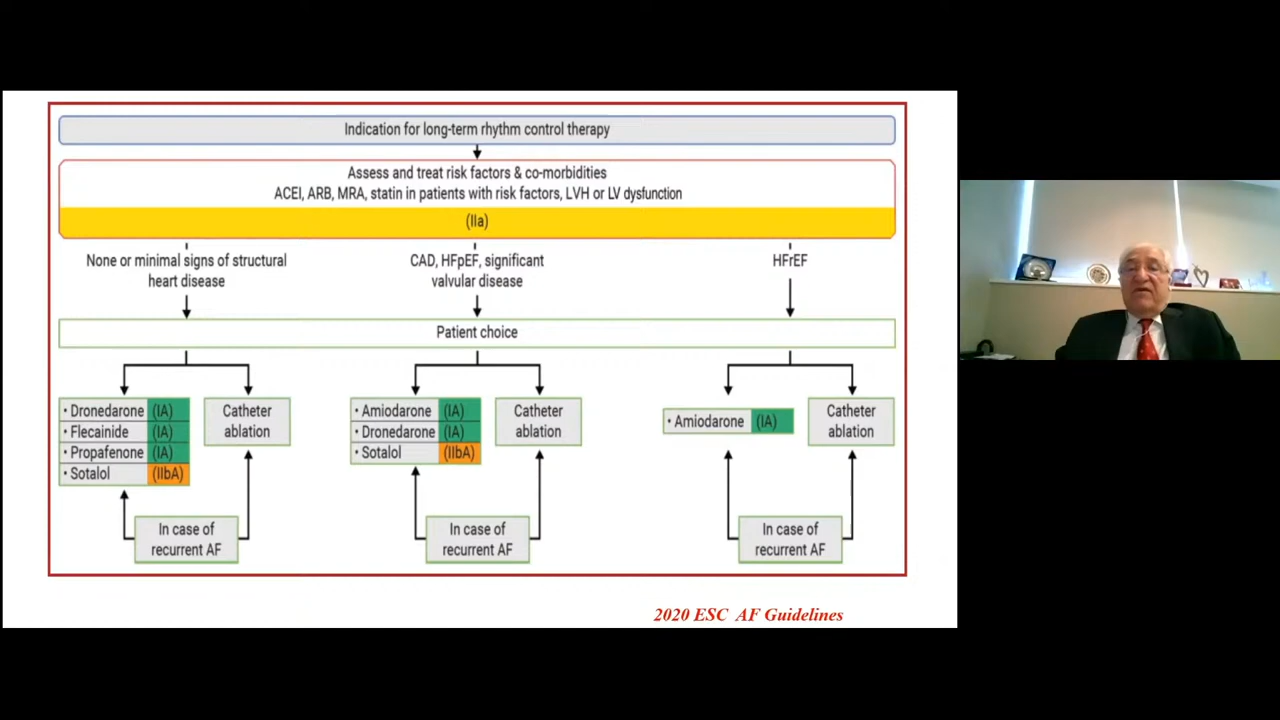 Indication for long-term rhythm control therapy
Assess and treat risk factors & co-morbidities
ACEI, ARB, MRA, statin in patients with risk factors, LVH or LV dysfunction
(IIa)
None or minimal signs of structural
heart disease
CAD, HFpEF, significant
valvular disease
HFrEF
Patient choice
• Dronedarone (IA)
• Flecainide (IA)
• Propafenone (IA)
• Sotalol (IIbA)
Catheter
ablation
• Amiodarone (IA)
• Dronedarone (IA)
• Sotalol (IIbA)
Catheter
ablation
• Amiodarone (IA)
Catheter
ablation
In case of
recurrent AF
In case of
recurrent AF
In case of
recurrent AF
2020 ESC AF Guidelines